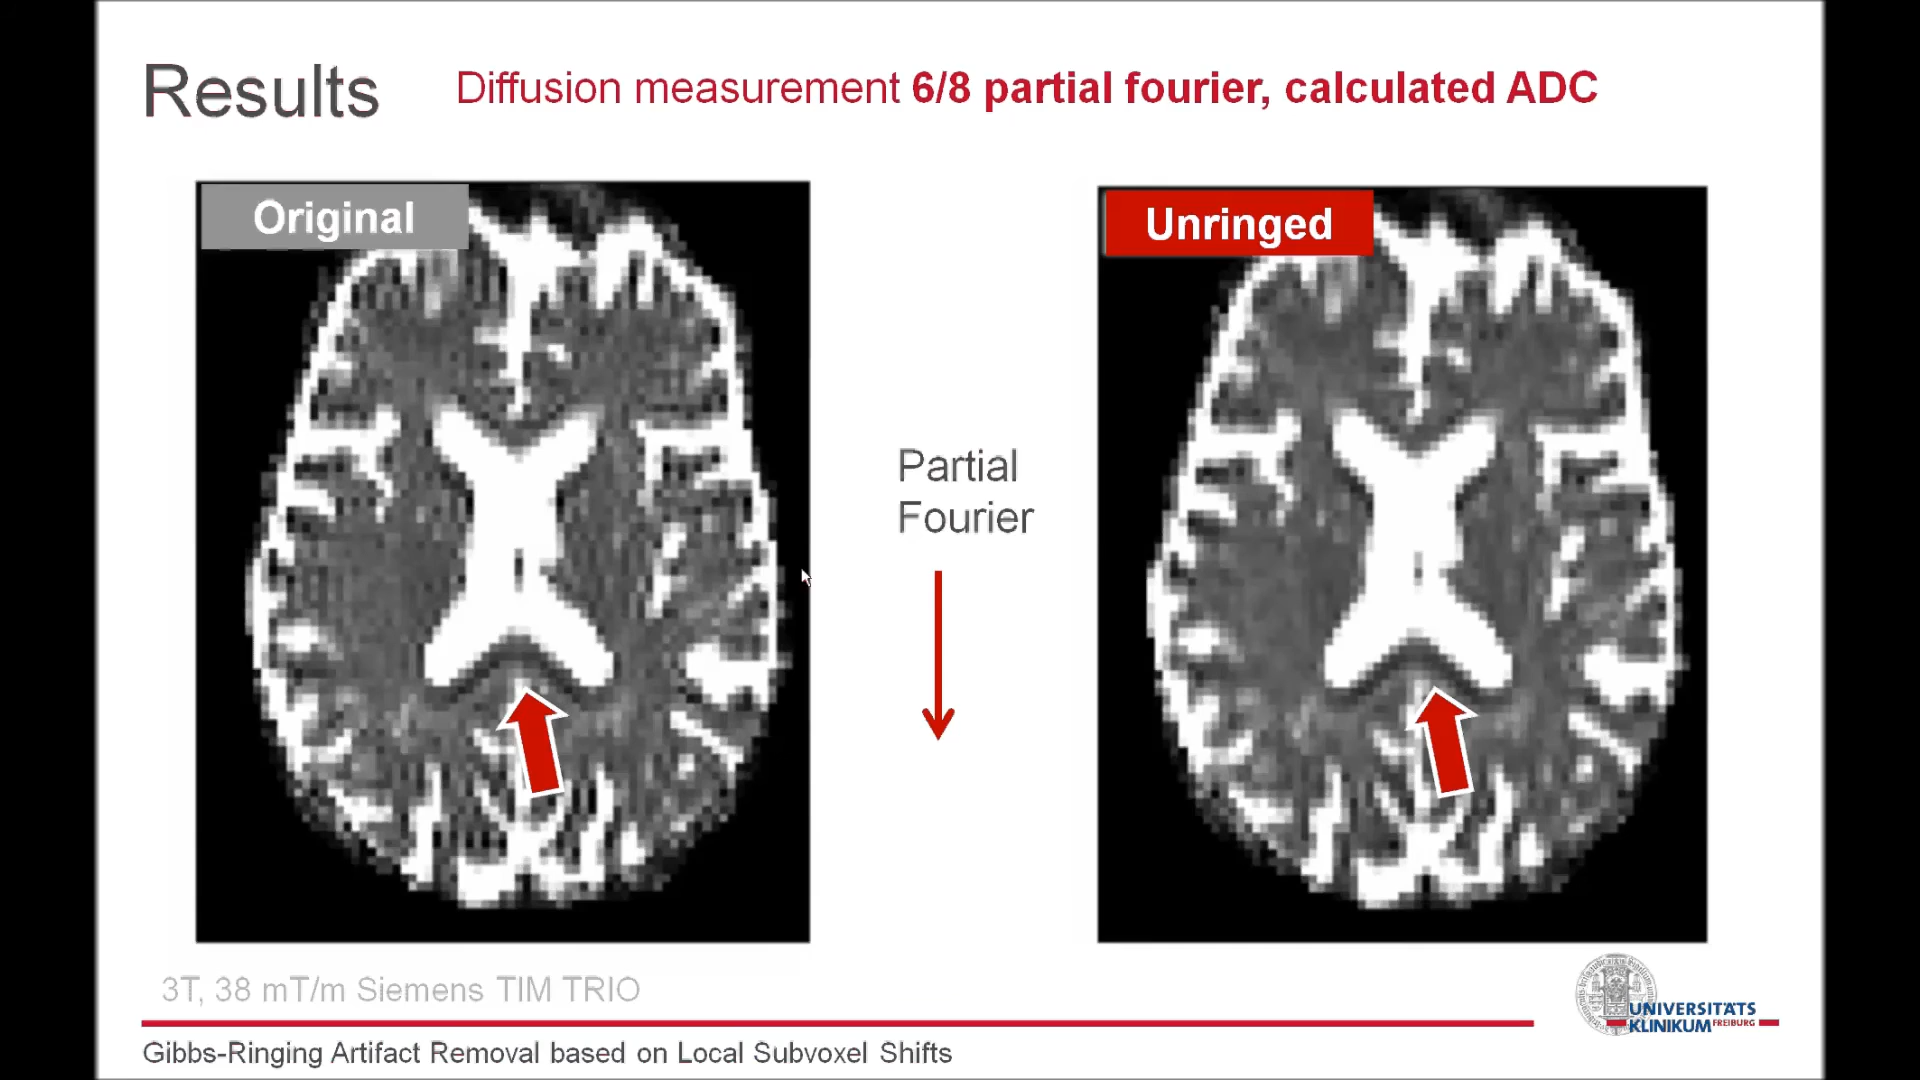 Results
Diffusion measurement 6/8 partial fourier, calculated ADC
Original
Unringed
Partial
Fourier
3T, 38 mT/m Siemens TIM TRIO
UNIVERSITÄTS
KLINIKUM FREIBURG
Gibbs-Ringing Artifact Removal based on Local Subvoxel Shifts